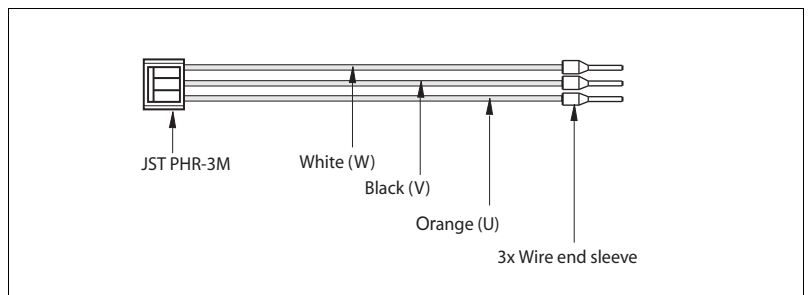 JST PHR-3M
White (W)
Black (V)
Orange (U)
3x Wire end sleeve